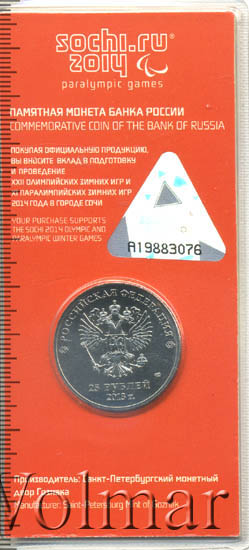 sochi.ru
2014
paralympic games
ПАМЯТНАЯ МОНЕТА БАНКА РОССИИ
COMMEMORATIVE COIN OF THE BANK OF RUSSIA
ПОКУПАЯ ОФИЦИАЛЬНУЮ ПРОДУКЦИЮ,
ВЫ ВНОСИТЕ ВКЛАД В ПОДГОТОВКУ
И ПРОВЕДЕНИЕ
XXII ОЛИМПИЙСКИХ ЗИМНИХ ИГР И
XI ПАРАЛИМПИЙСКИХ ЗИМНИХ ИГР
2014 ГОДА В ГОРОДЕ СОЧИ
YOUR PURCHASE SUPPORTS
THE SOCHI 2014 OLYMPIC AND
PARALYMPIC WINTER GAMES
A19883076
РОССИЙСКАЯ ФЕДЕРАЦИЯ
25 РУБЛЕЙ
2013 г.
Производитель: Санкт-Петербургский монетный
двор Гознака
Manufacturer: Saint-Petersburg Mint of Goznak
Volmar